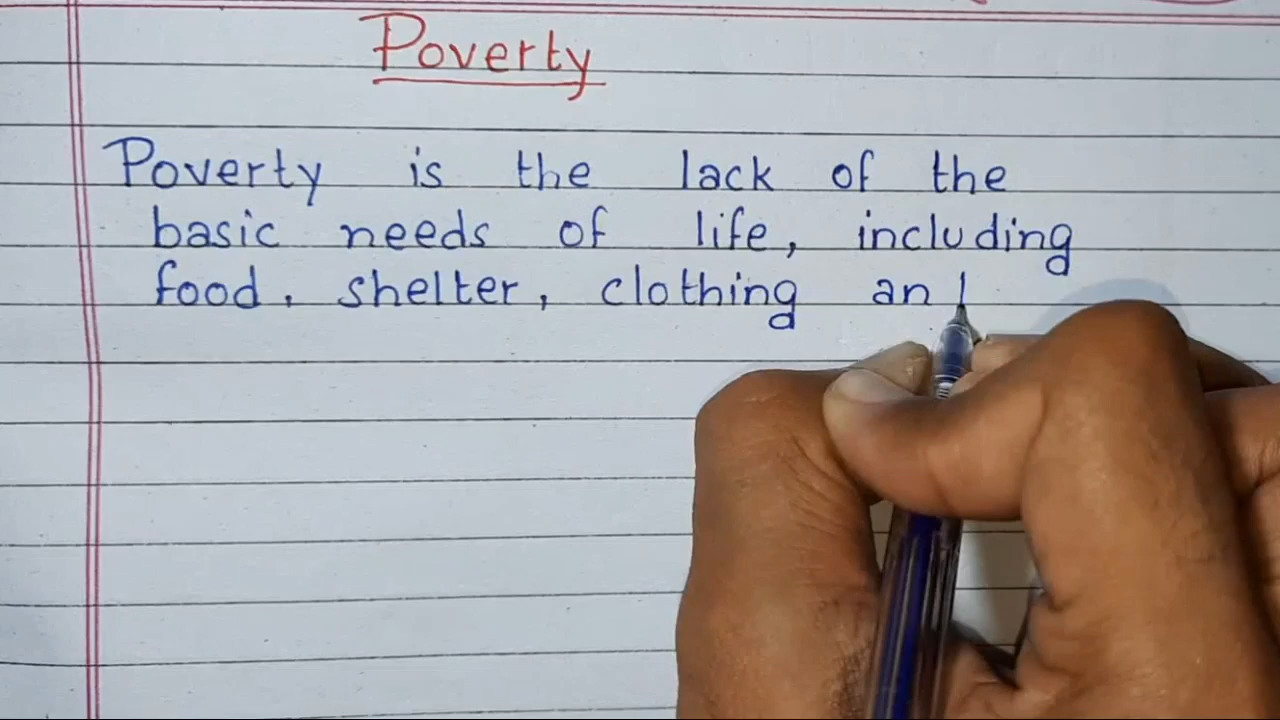 Poverty
Poverty is the lack of the
basic needs of life, including
food, shelter, clothing an